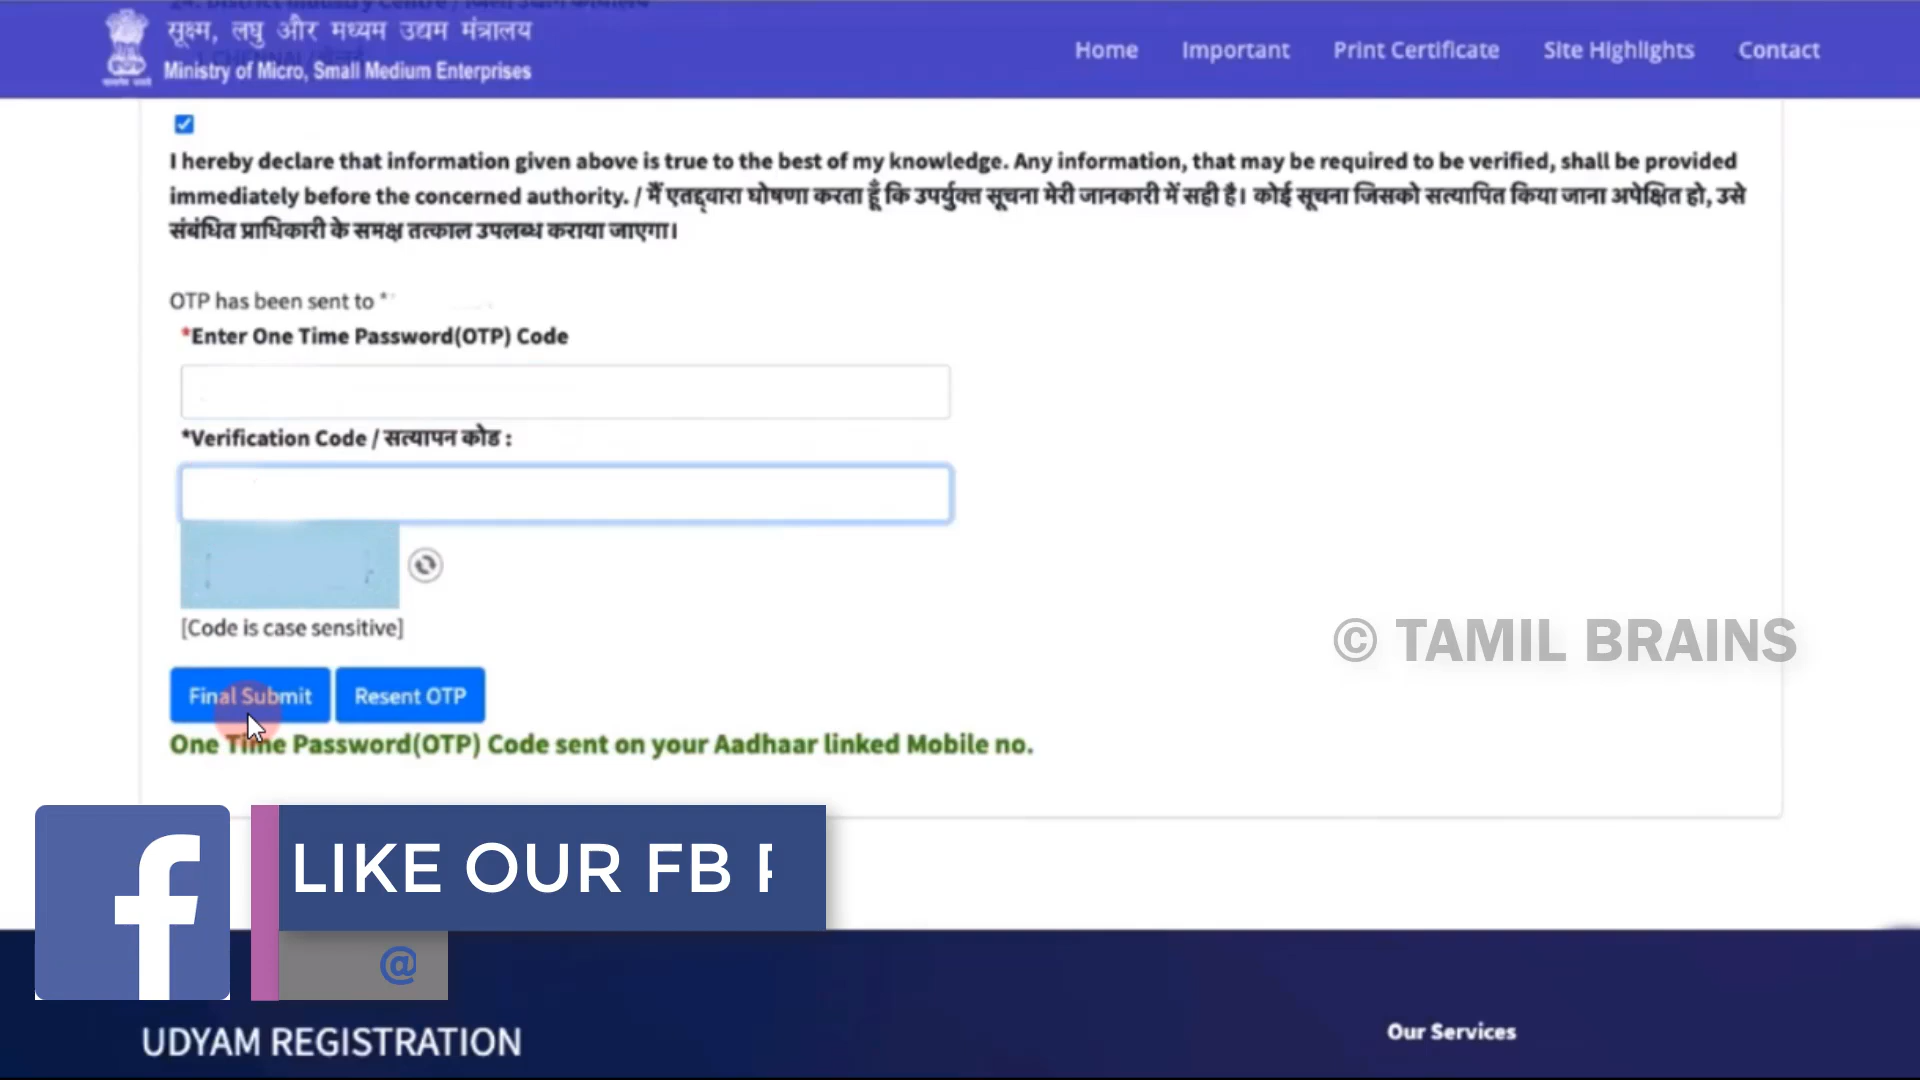 सूक्ष्म, लघु और मध्यम उद्यम मंत्रालय
Ministry of Micro, Small Medium Enterprises
Home Important Print Certificate Site Highlights Contact
I hereby declare that information given above is true to the best of my knowledge. Any information, that may be required to be verified, shall be provided
immediately before the concerned authority. / मैं एतद्द्वारा घोषणा करता हूँ कि उपर्युक्त सूचना मेरी जानकारी में सही है। कोई सूचना जिसको सत्यापित किया जाना अपेक्षित हो, उसे
संबंधित प्राधिकारी के समक्ष तत्काल उपलब्ध कराया जाएगा।
OTP has been sent to *
*Enter One Time Password(OTP) Code
*Verification Code / सत्यापन कोड :
[Code is case sensitive]
© TAMIL BRAINS
Final Submit Resent OTP
One Time Password(OTP) Code sent on your Aadhaar linked Mobile no.
f
LIKE OUR FB
@
UDYAM REGISTRATION
Our Services